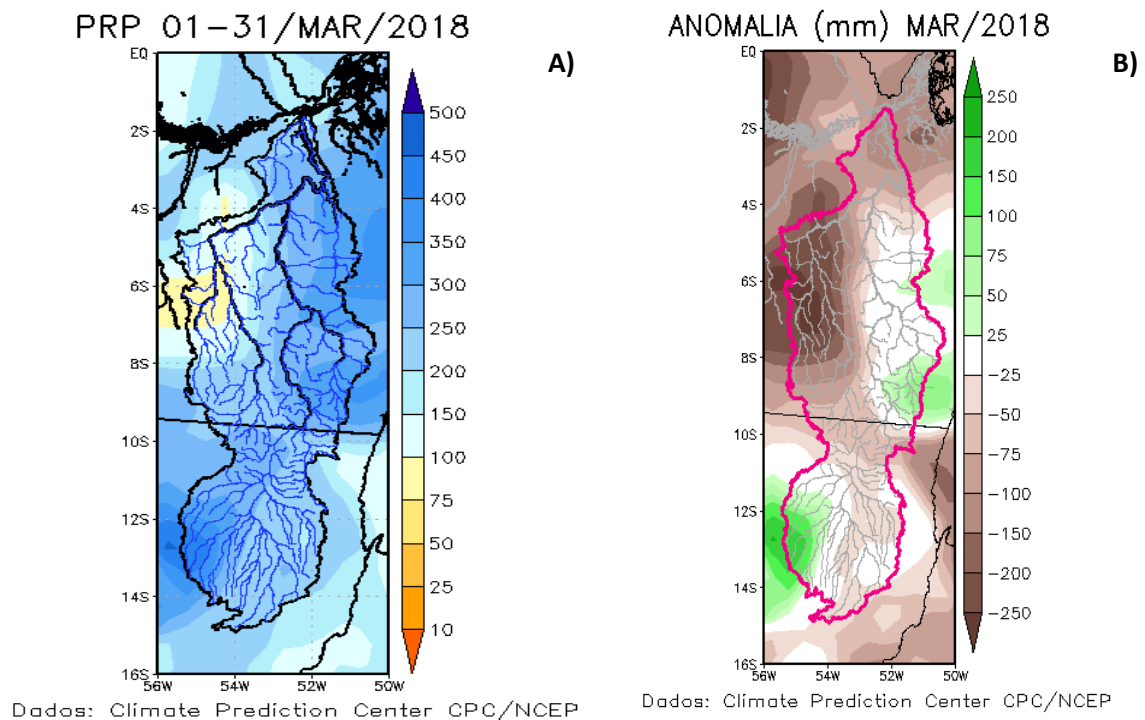 PRP 01-31/MAR/2018
A)
EQ
2S
4S
6S
8S
10S
12S
14S
16S
56W
54W
52W
50W
500
450
400
350
300
250
200
150
100
75
50
25
10
Dados: Climate Prediction Center CPC/NCEP
ANOMALIA (mm) MAR/2018
B)
EQ
2S
4S
6S
8S
10S
12S
14S
16S
56W
54W
52W
50W
250
200
150
100
75
50
25
-25
-50
-75
-100
-200
-250
Dados: Climate Prediction Center CPC/NCEP